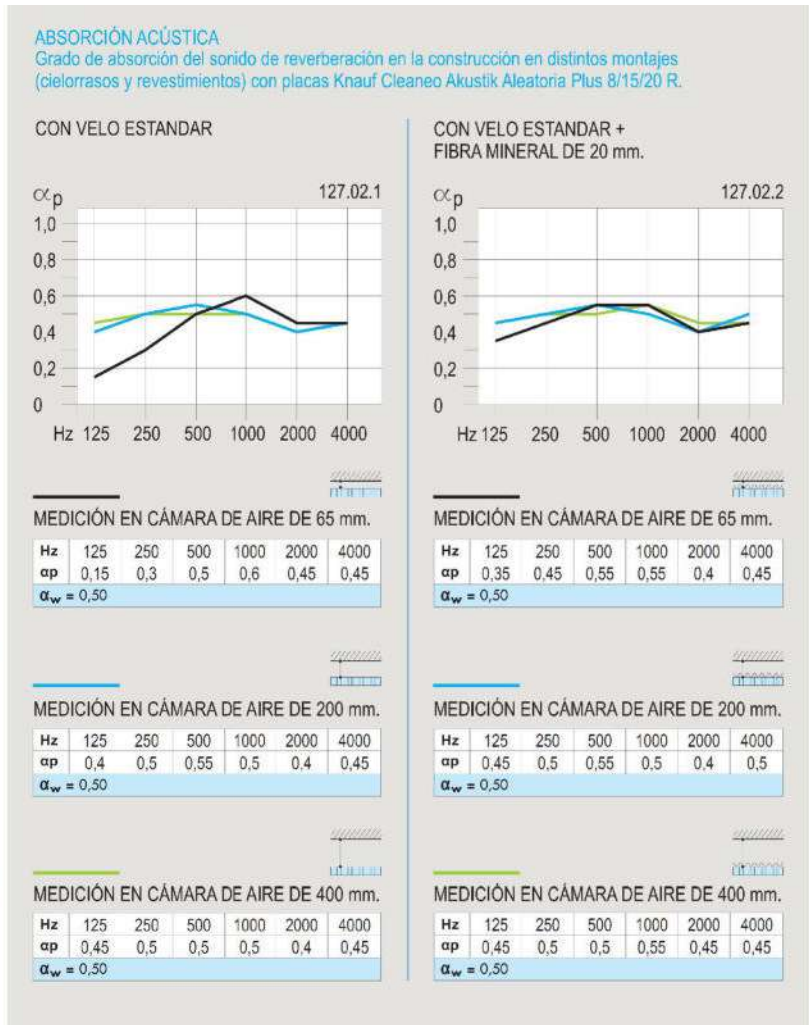 ABSORCIÓN ACÚSTICA
Grado de absorción del sonido de reverberación en la construcción en distintos montajes
(cielorrasos y revestimientos) con placas Knauf Cleaneo Akustik Aleatoria Plus 8/15/20 R.
CON VELO ESTANDAR
αp 127.02.1
1,0
0,8
0,6
0,4
0,2
0
Hz 125 250 500 1000 2000 4000
MEDICIÓN EN CÁMARA DE AIRE DE 65 mm.
Hz 125 250 500 1000 2000 4000
αp 0,15 0,3 0,5 0,6 0,45 0,45
αw = 0,50
MEDICIÓN EN CÁMARA DE AIRE DE 200 mm.
Hz 125 250 500 1000 2000 4000
αp 0,4 0,5 0,55 0,5 0,4 0,45
αw = 0,50
MEDICIÓN EN CÁMARA DE AIRE DE 400 mm.
Hz 125 250 500 1000 2000 4000
αp 0,45 0,5 0,5 0,5 0,4 0,45
αw = 0,50
CON VELO ESTANDAR +
FIBRA MINERAL DE 20 mm.
αp 127.02.2
1,0
0,8
0,6
0,4
0,2
0
Hz 125 250 500 1000 2000 4000
MEDICIÓN EN CÁMARA DE AIRE DE 65 mm.
Hz 125 250 500 1000 2000 4000
αp 0,35 0,45 0,55 0,55 0,4 0,45
αw = 0,50
MEDICIÓN EN CÁMARA DE AIRE DE 200 mm.
Hz 125 250 500 1000 2000 4000
αp 0,45 0,5 0,55 0,5 0,4 0,5
αw = 0,50
MEDICIÓN EN CÁMARA DE AIRE DE 400 mm.
Hz 125 250 500 1000 2000 4000
αp 0,45 0,5 0,5 0,55 0,45 0,45
αw = 0,50